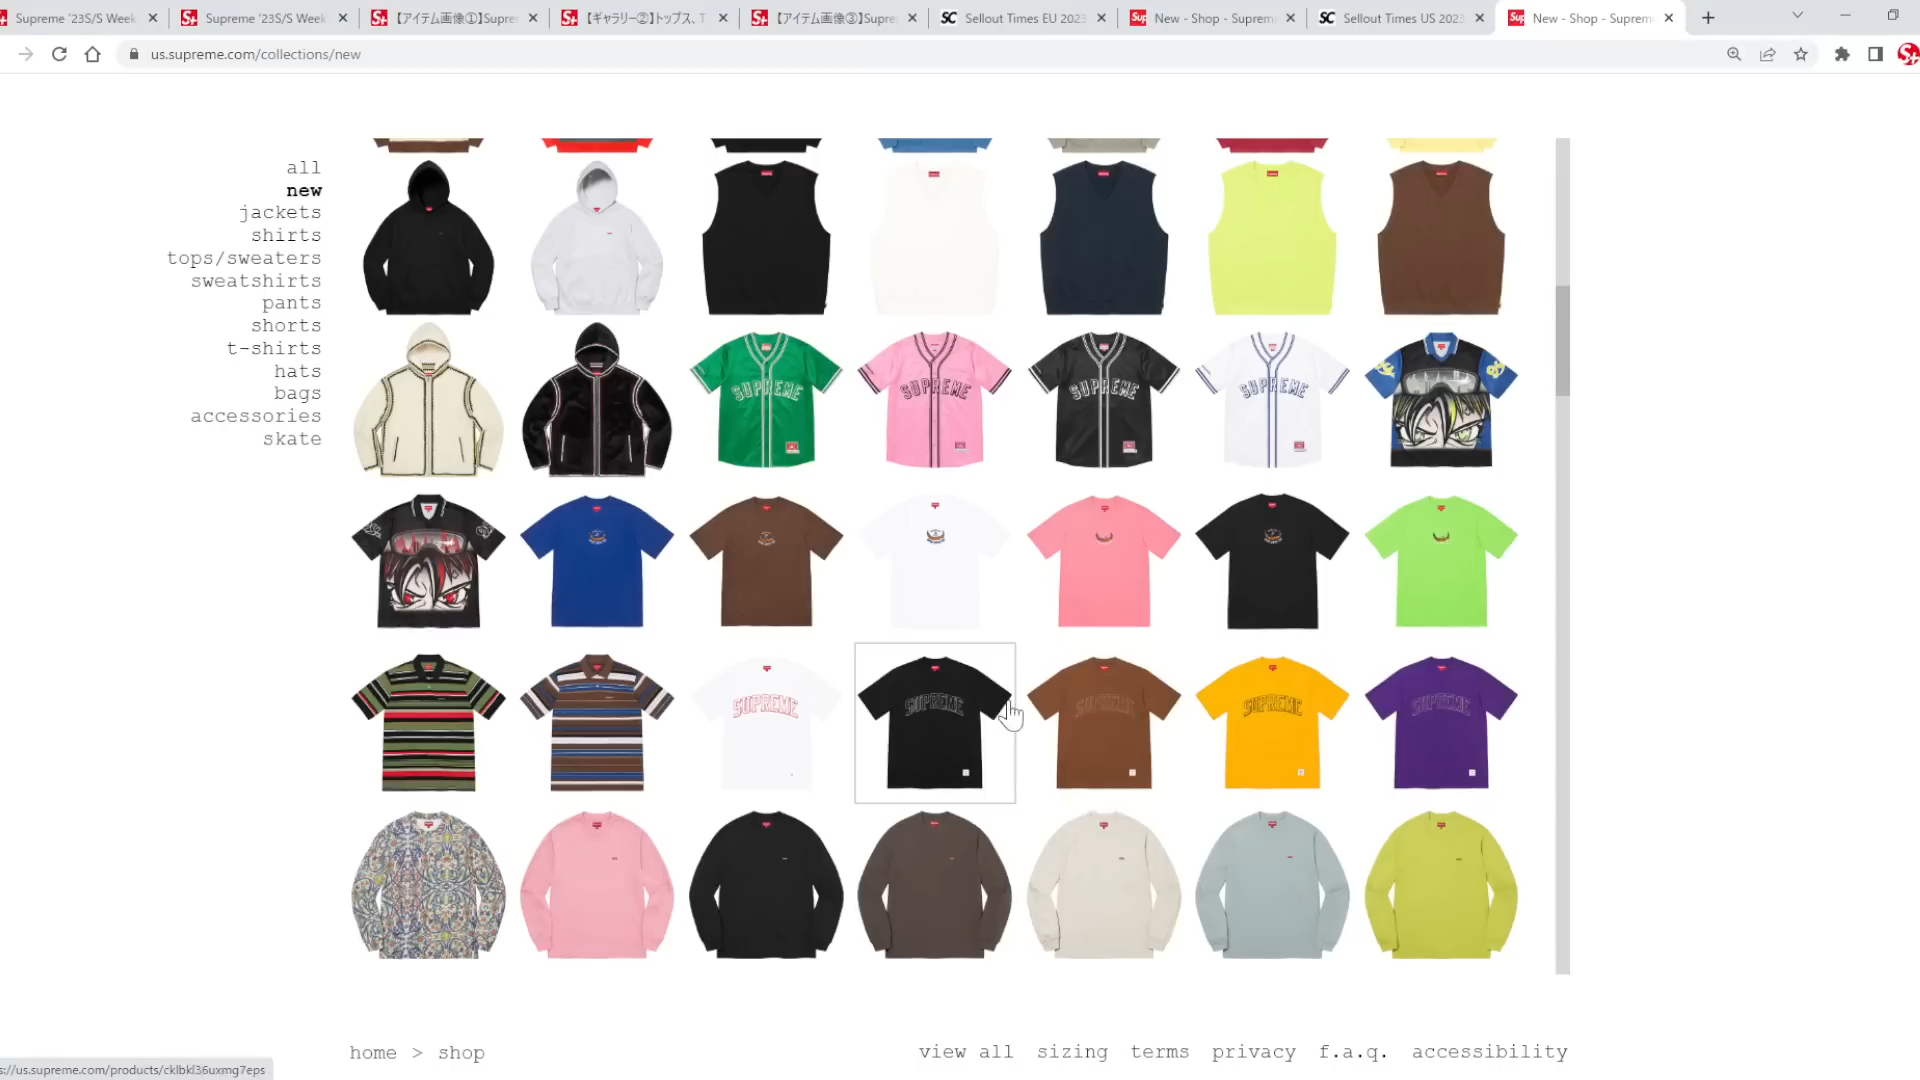 Supreme '23S/S Week
Supreme '23S/S Week
【アイテム画像①】Supre
【ギャラリー②】トップス、T
【アイテム画像③】Supre
Sellout Times EU 2023
New - Shop - Suprem
Sellout Times US 2023
New - Shop - Suprem
us.supreme.com/collections/new
all
new
jackets
shirts
tops/sweaters
sweatshirts
pants
shorts
t-shirts
hats
bags
accessories
skate
SUPREME
SUPREME
SUPREME
SUPREME
SUPREME
SUPREME
SUPREME
SUPREME
SUPREME
home > shop
view all sizing terms privacy f.a.q. accessibility
s://us.supreme.com/products/cklbkl36uxmg7eps